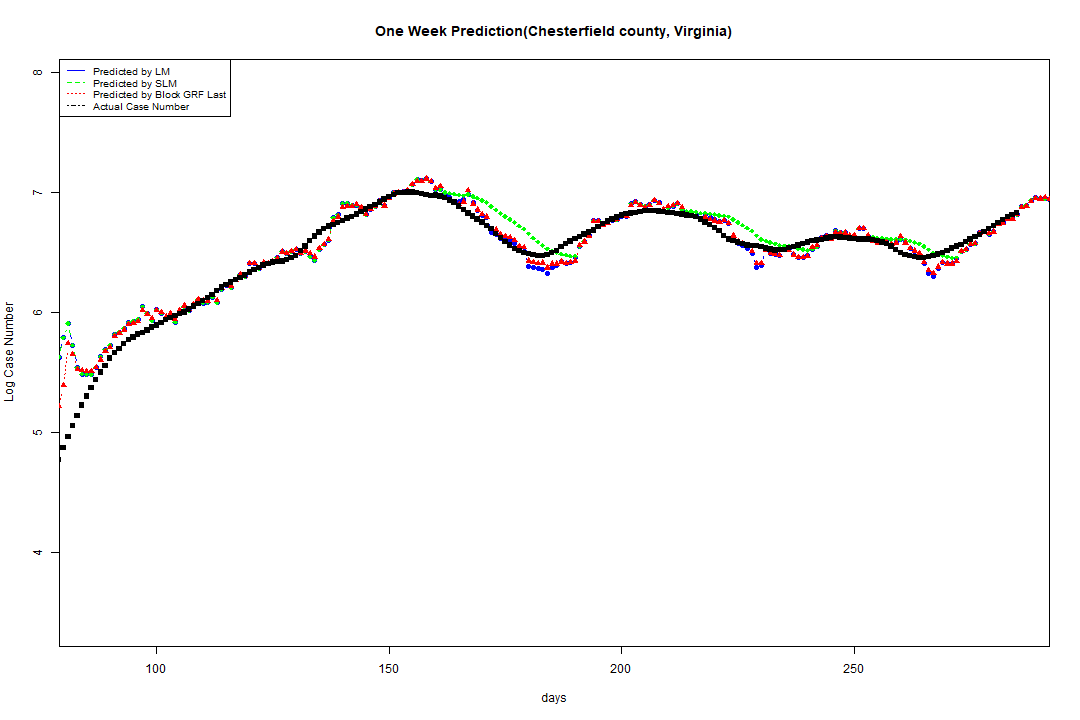 One Week Prediction(Chesterfield county, Virginia)
Predicted by LM
Predicted by SLM
Predicted by Block GRF Last
Actual Case Number
8
7
6
5
4
Log Case Number
100 150 200 250
days